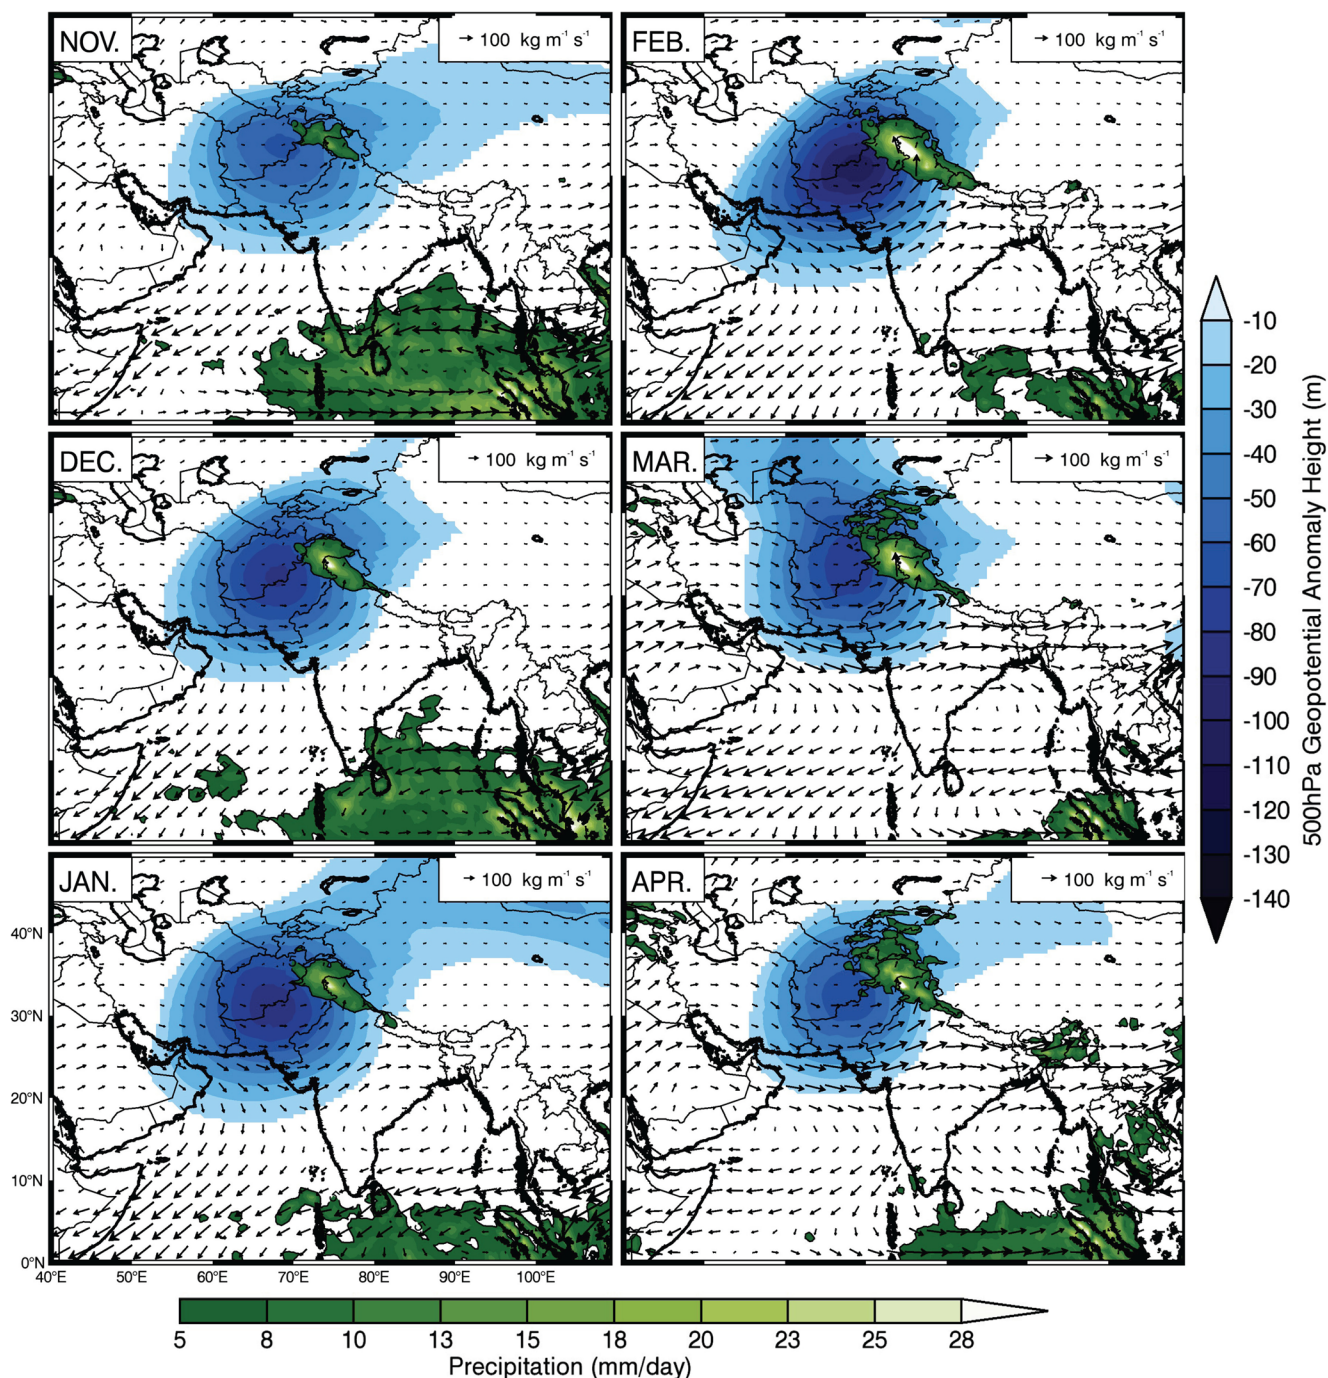 NOV.
→ 100 kg m⁻¹ s⁻¹
FEB.
→ 100 kg m⁻¹ s⁻¹
DEC.
→ 100 kg m⁻¹ s⁻¹
MAR.
→ 100 kg m⁻¹ s⁻¹
JAN.
→ 100 kg m⁻¹ s⁻¹
APR.
→ 100 kg m⁻¹ s⁻¹
40°N
30°N
20°N
10°N
0°N
40°E 50°E 60°E 70°E 80°E 90°E 100°E
-10
-20
-30
-40
-50
-60
-70
-80
-90
-100
-110
-120
-130
-140
500hPa Geopotential Anomaly Height (m)
5 8 10 13 15 18 20 23 25 28
Precipitation (mm/day)